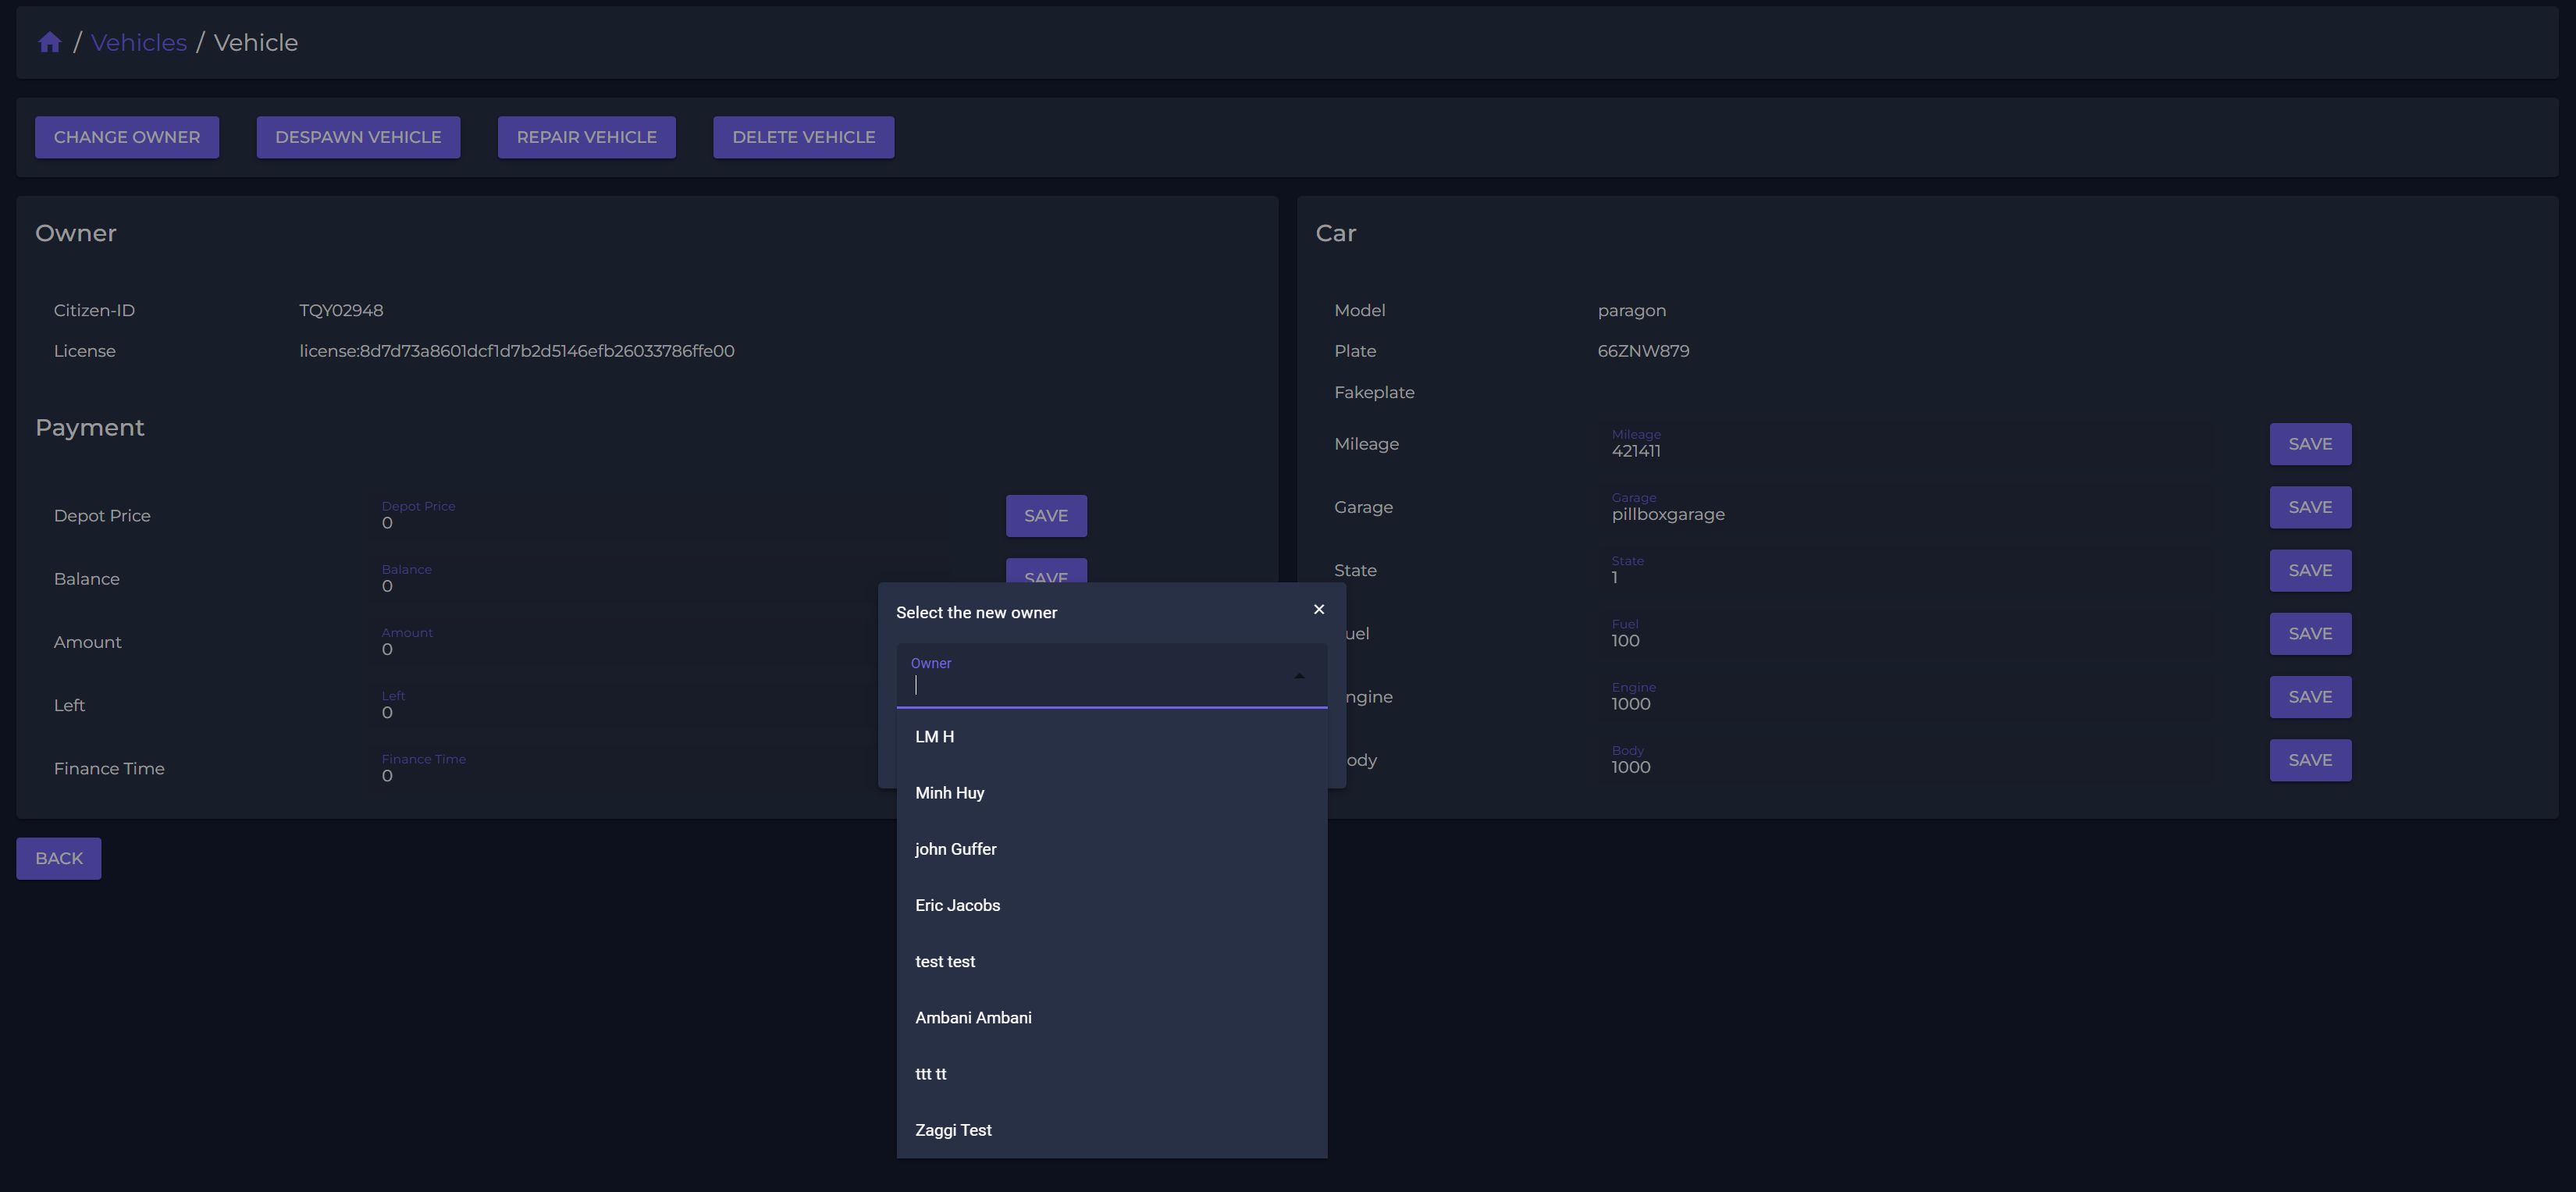 / Vehicles / Vehicle
CHANGE OWNER DESPAWN VEHICLE REPAIR VEHICLE DELETE VEHICLE
Owner
Citizen-ID TQY02948
License license:8d7d73a8601dcf1d7b2d5146efb26033786ffe00
Payment
Depot Price Depot Price 0 SAVE
Balance Balance 0 SAVE
Amount Amount 0
Left Left 0
Finance Time Finance Time 0
Car
Model paragon
Plate 66ZNW879
Fakeplate
Mileage Mileage 421411 SAVE
Garage Garage pillboxgarage SAVE
State State 1 SAVE
uel Fuel 100 SAVE
ngine Engine 1000 SAVE
ody Body 1000 SAVE
Select the new owner ×
Owner
LM H
Minh Huy
john Guffer
Eric Jacobs
test test
Ambani Ambani
ttt tt
Zaggi Test
BACK